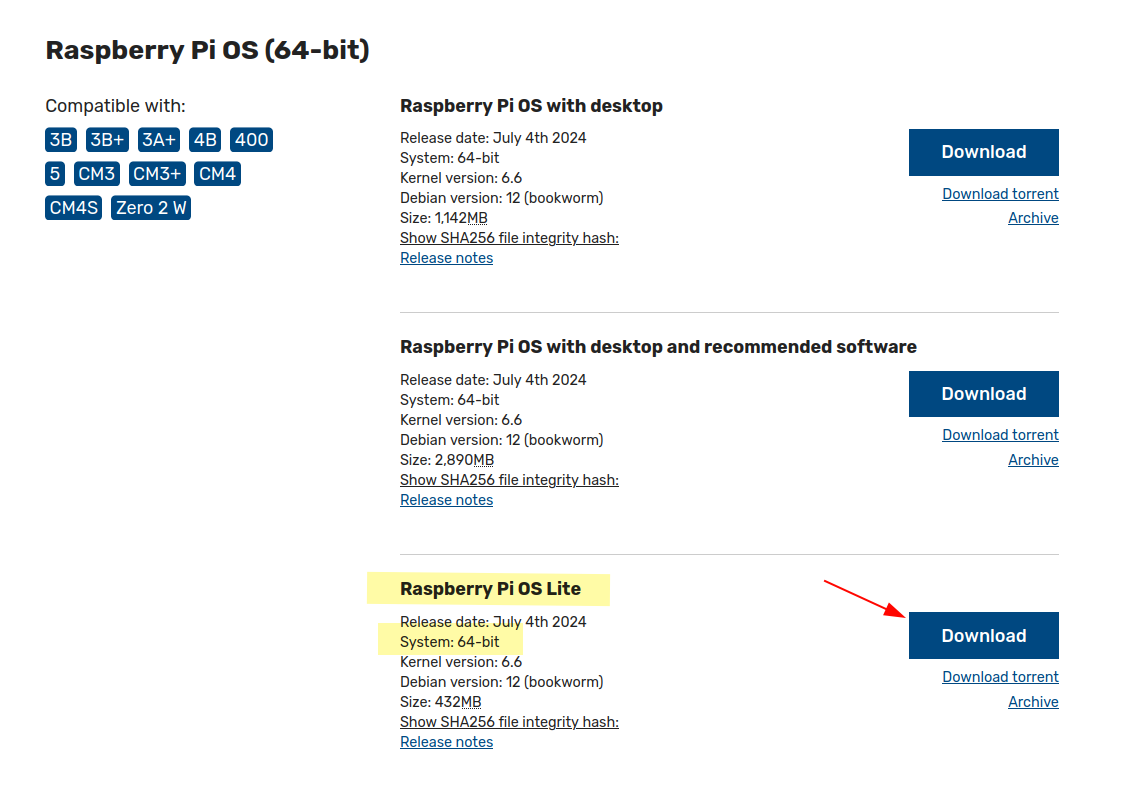 Raspberry Pi OS (64-bit)
Compatible with:
3B 3B+ 3A+ 4B 400
5 CM3 CM3+ CM4
CM4S Zero 2 W
Raspberry Pi OS with desktop
Release date: July 4th 2024
System: 64-bit
Kernel version: 6.6
Debian version: 12 (bookworm)
Size: 1,142MB
Show SHA256 file integrity hash:
Release notes
Download
Download torrent
Archive
Raspberry Pi OS with desktop and recommended software
Release date: July 4th 2024
System: 64-bit
Kernel version: 6.6
Debian version: 12 (bookworm)
Size: 2,890MB
Show SHA256 file integrity hash:
Release notes
Download
Download torrent
Archive
Raspberry Pi OS Lite
Release date: July 4th 2024
System: 64-bit
Kernel version: 6.6
Debian version: 12 (bookworm)
Size: 432MB
Show SHA256 file integrity hash:
Release notes
Download
Download torrent
Archive